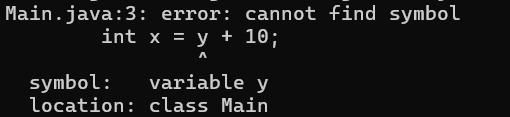 Main.java:3: error: cannot find symbol
        int x = y + 10;
                ^
  symbol:   variable y
  location: class Main